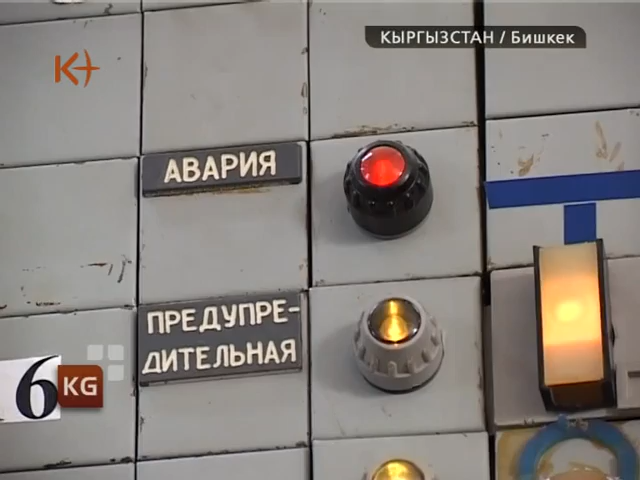 КЫРГЫЗСТАН / Бишкек
K+
АВАРИЯ
ПРЕДУПРЕ-
ДИТЕЛЬНАЯ
6 KG